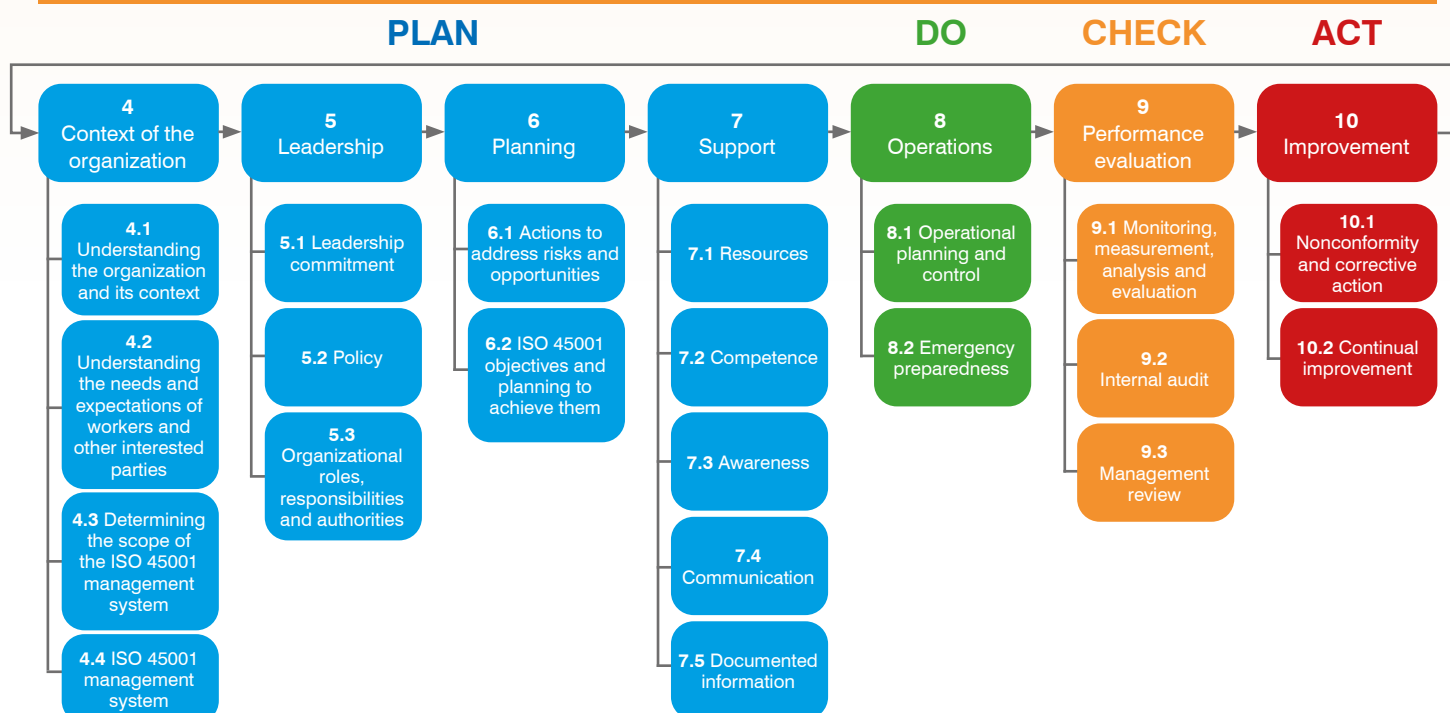 PLAN
DO
CHECK
ACT
4
Context of the
organization
5
Leadership
6
Planning
7
Support
8
Operations
9
Performance
evaluation
10
Improvement
4.1
Understanding
the organization
and its context
4.2
Understanding
the needs and
expectations of
workers and
other interested
parties
4.3 Determining
the scope of
the ISO 45001
management
system
4.4 ISO 45001
management
system
5.1 Leadership
commitment
5.2 Policy
5.3
Organizational
roles,
responsibilities
and authorities
6.1 Actions to
address risks and
opportunities
6.2 ISO 45001
objectives and
planning to
achieve them
7.1 Resources
7.2 Competence
7.3 Awareness
7.4
Communication
7.5 Documented
information
8.1 Operational
planning and
control
8.2 Emergency
preparedness
9.1 Monitoring,
measurement,
analysis and
evaluation
9.2
Internal audit
9.3
Management
review
10.1
Nonconformity
and corrective
action
10.2 Continual
improvement